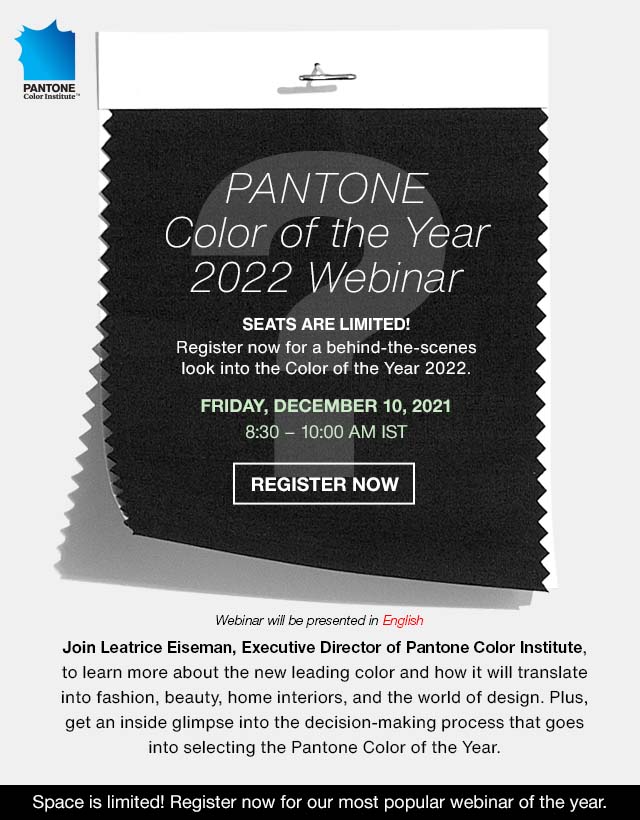 PANTONE
Color Institute™
PANTONE
Color of the Year
2022 Webinar
SEATS ARE LIMITED!
Register now for a behind-the-scenes
look into the Color of the Year 2022.
FRIDAY, DECEMBER 10, 2021
8:30 – 10:00 AM IST
REGISTER NOW
?
Webinar will be presented in English
Join Leatrice Eiseman, Executive Director of Pantone Color Institute,
to learn more about the new leading color and how it will translate
into fashion, beauty, home interiors, and the world of design. Plus,
get an inside glimpse into the decision-making process that goes
into selecting the Pantone Color of the Year.
Space is limited! Register now for our most popular webinar of the year.